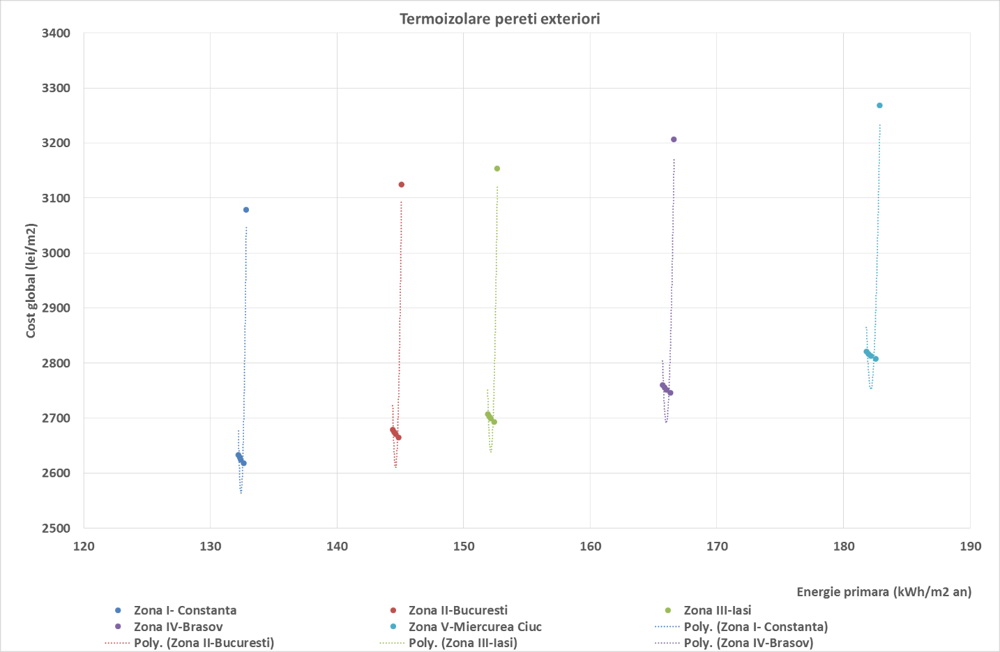 Termoizolare pereti exteriori
3400
3300
3200
3100
3000
2900
2800
2700
2600
2500
Cost global (lei/m2)
120 130 140 150 160 170 180 190
Energie primara (kWh/m2 an)
Zona I- Constanta Zona II-Bucuresti Zona III-Iasi
Zona IV-Brasov Zona V-Miercurea Ciuc Poly. (Zona I- Constanta)
Poly. (Zona II-Bucuresti) Poly. (Zona III-Iasi) Poly. (Zona IV-Brasov)